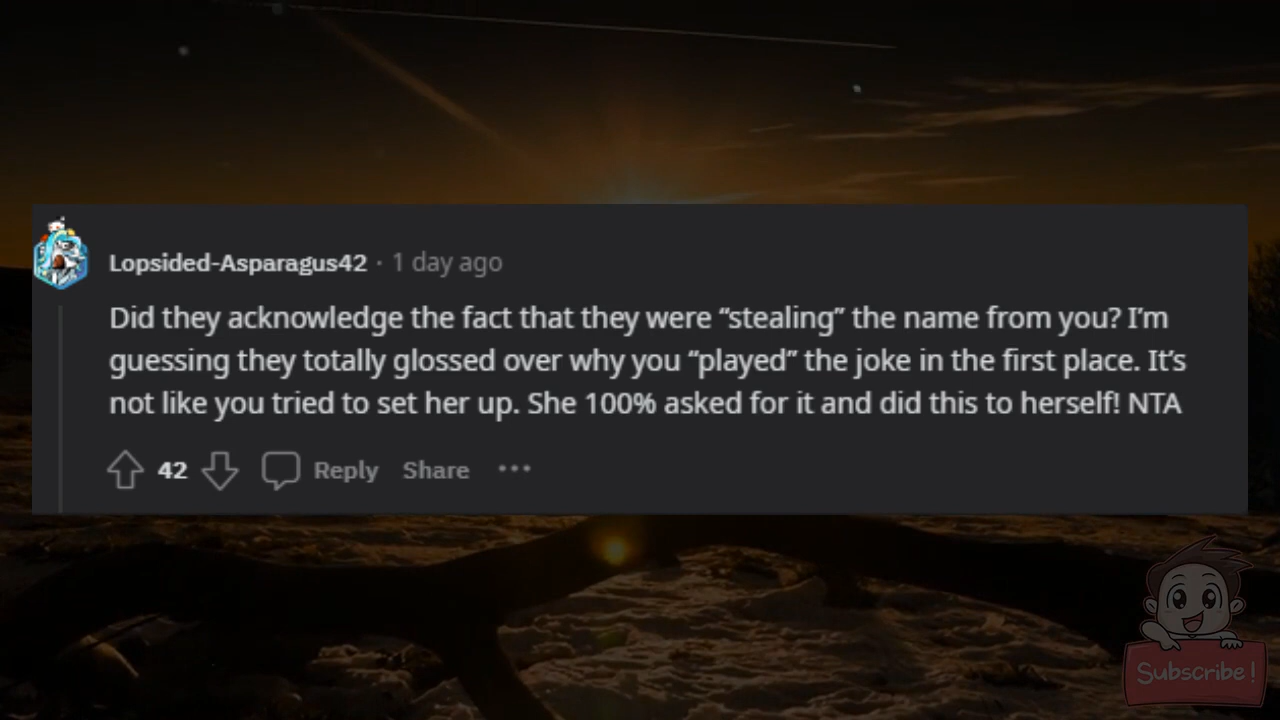 Lopsided-Asparagus42 · 1 day ago
Did they acknowledge the fact that they were “stealing” the name from you? I’m
guessing they totally glossed over why you “played” the joke in the first place. It’s
not like you tried to set her up. She 100% asked for it and did this to herself! NTA
42 Reply Share ···
Subscribe!